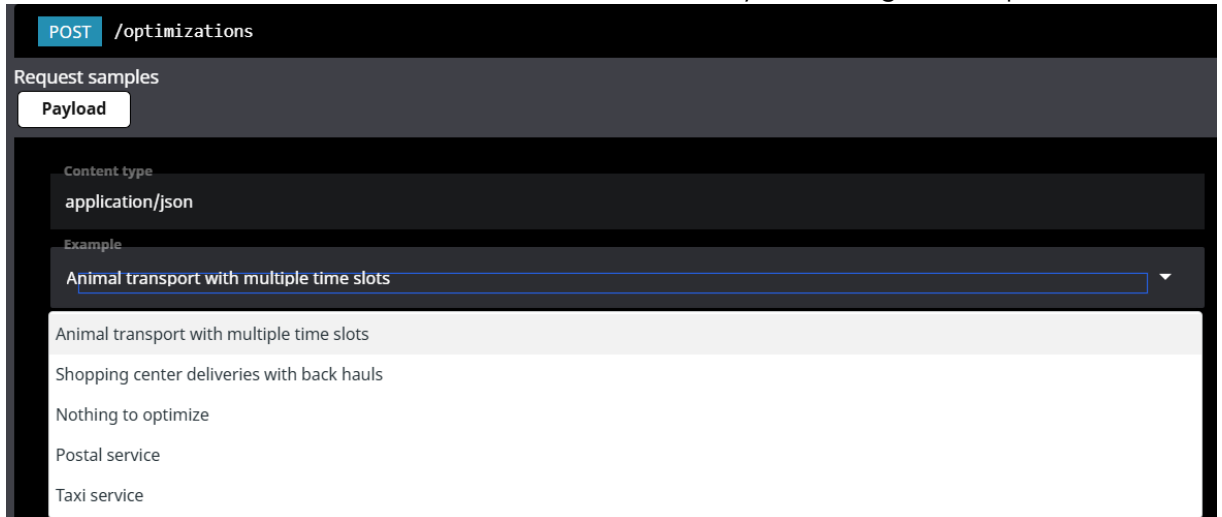 POST /optimizations
Request samples
Payload
Content type
application/json
Example
Animal transport with multiple time slots
Animal transport with multiple time slots
Shopping center deliveries with back hauls
Nothing to optimize
Postal service
Taxi service